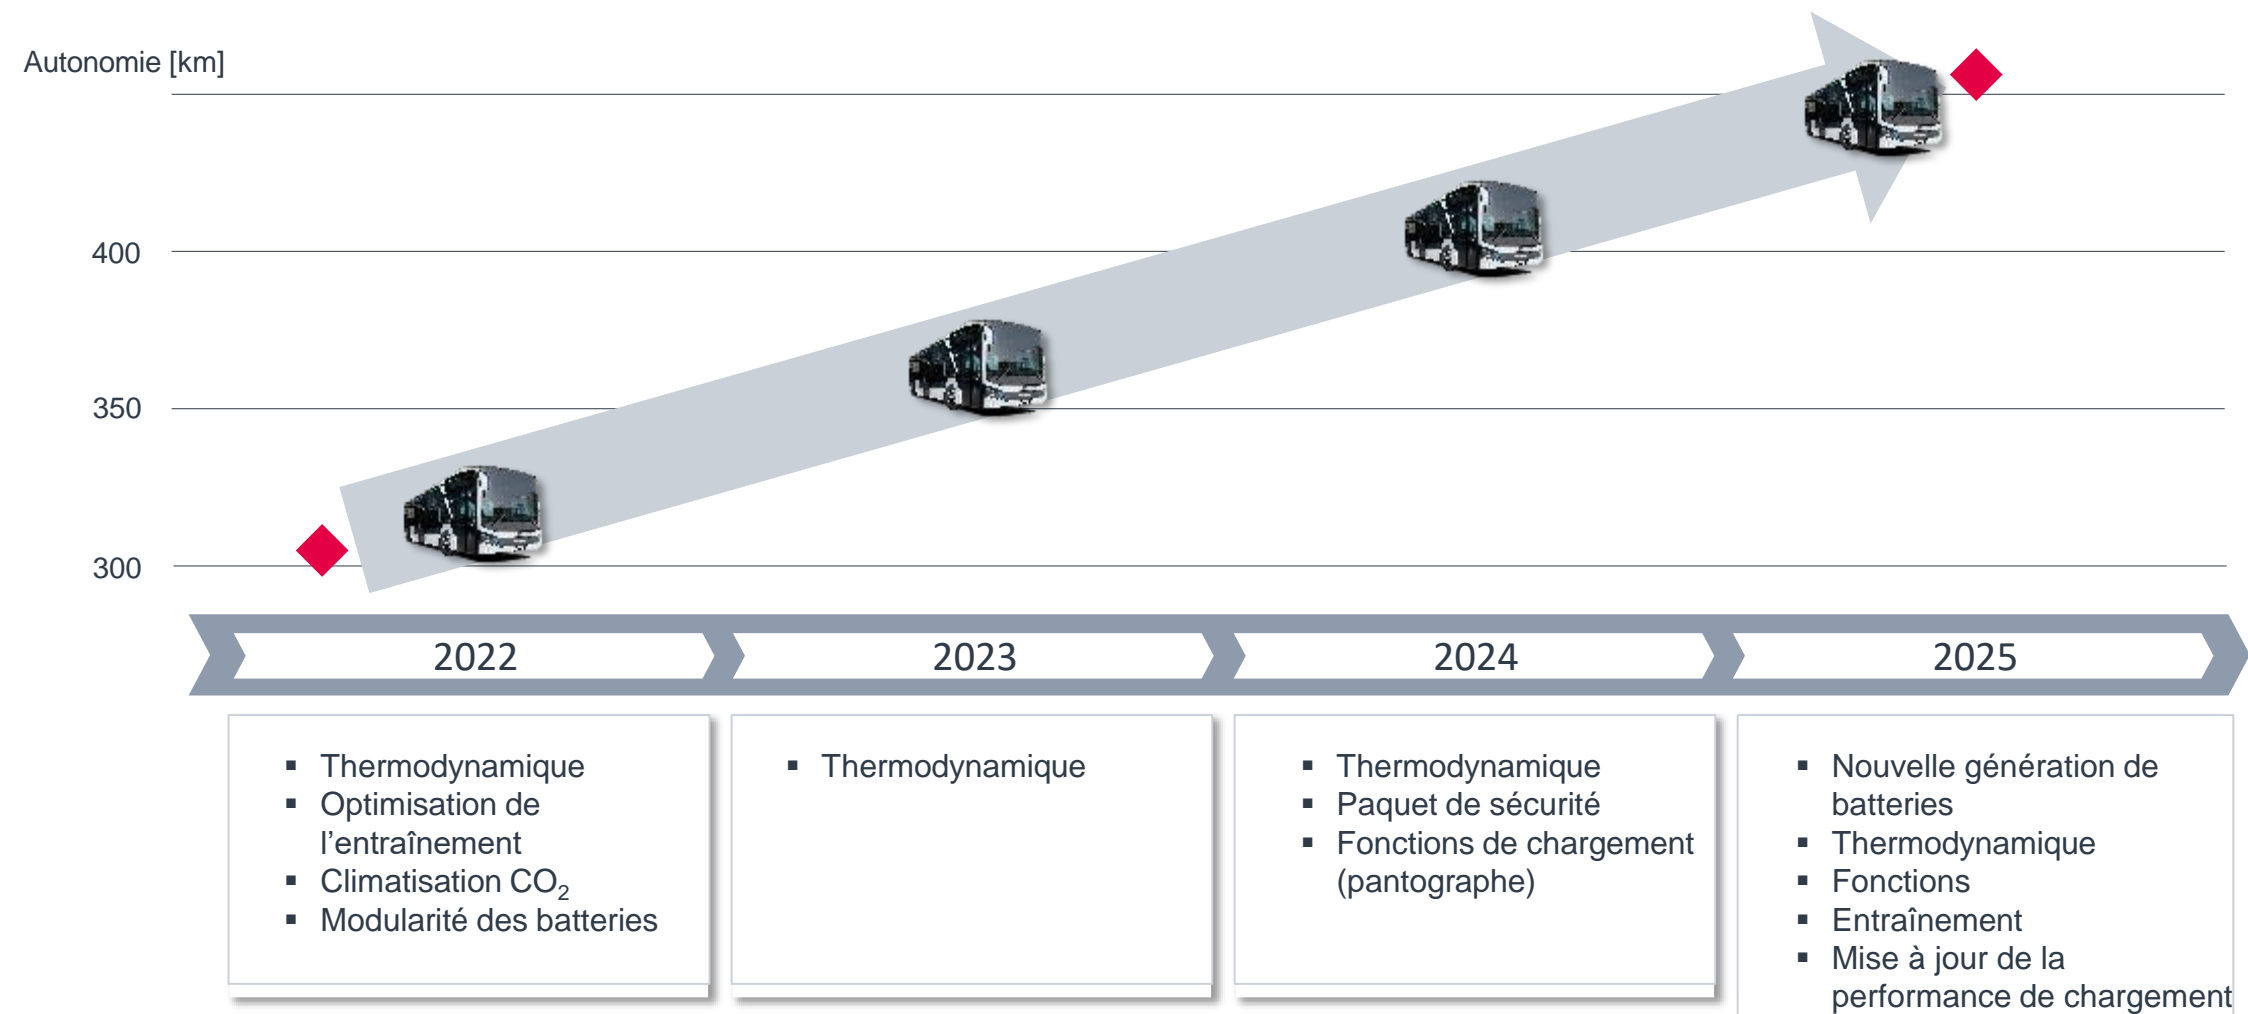 Autonomie [km]
400
350
300
2022
2023
2024
2025
▪ Thermodynamique
▪ Optimisation de
l’entraînement
▪ Climatisation CO₂
▪ Modularité des batteries
▪ Thermodynamique
▪ Thermodynamique
▪ Paquet de sécurité
▪ Fonctions de chargement
(pantographe)
▪ Nouvelle génération de
batteries
▪ Thermodynamique
▪ Fonctions
▪ Entraînement
▪ Mise à jour de la
performance de chargement